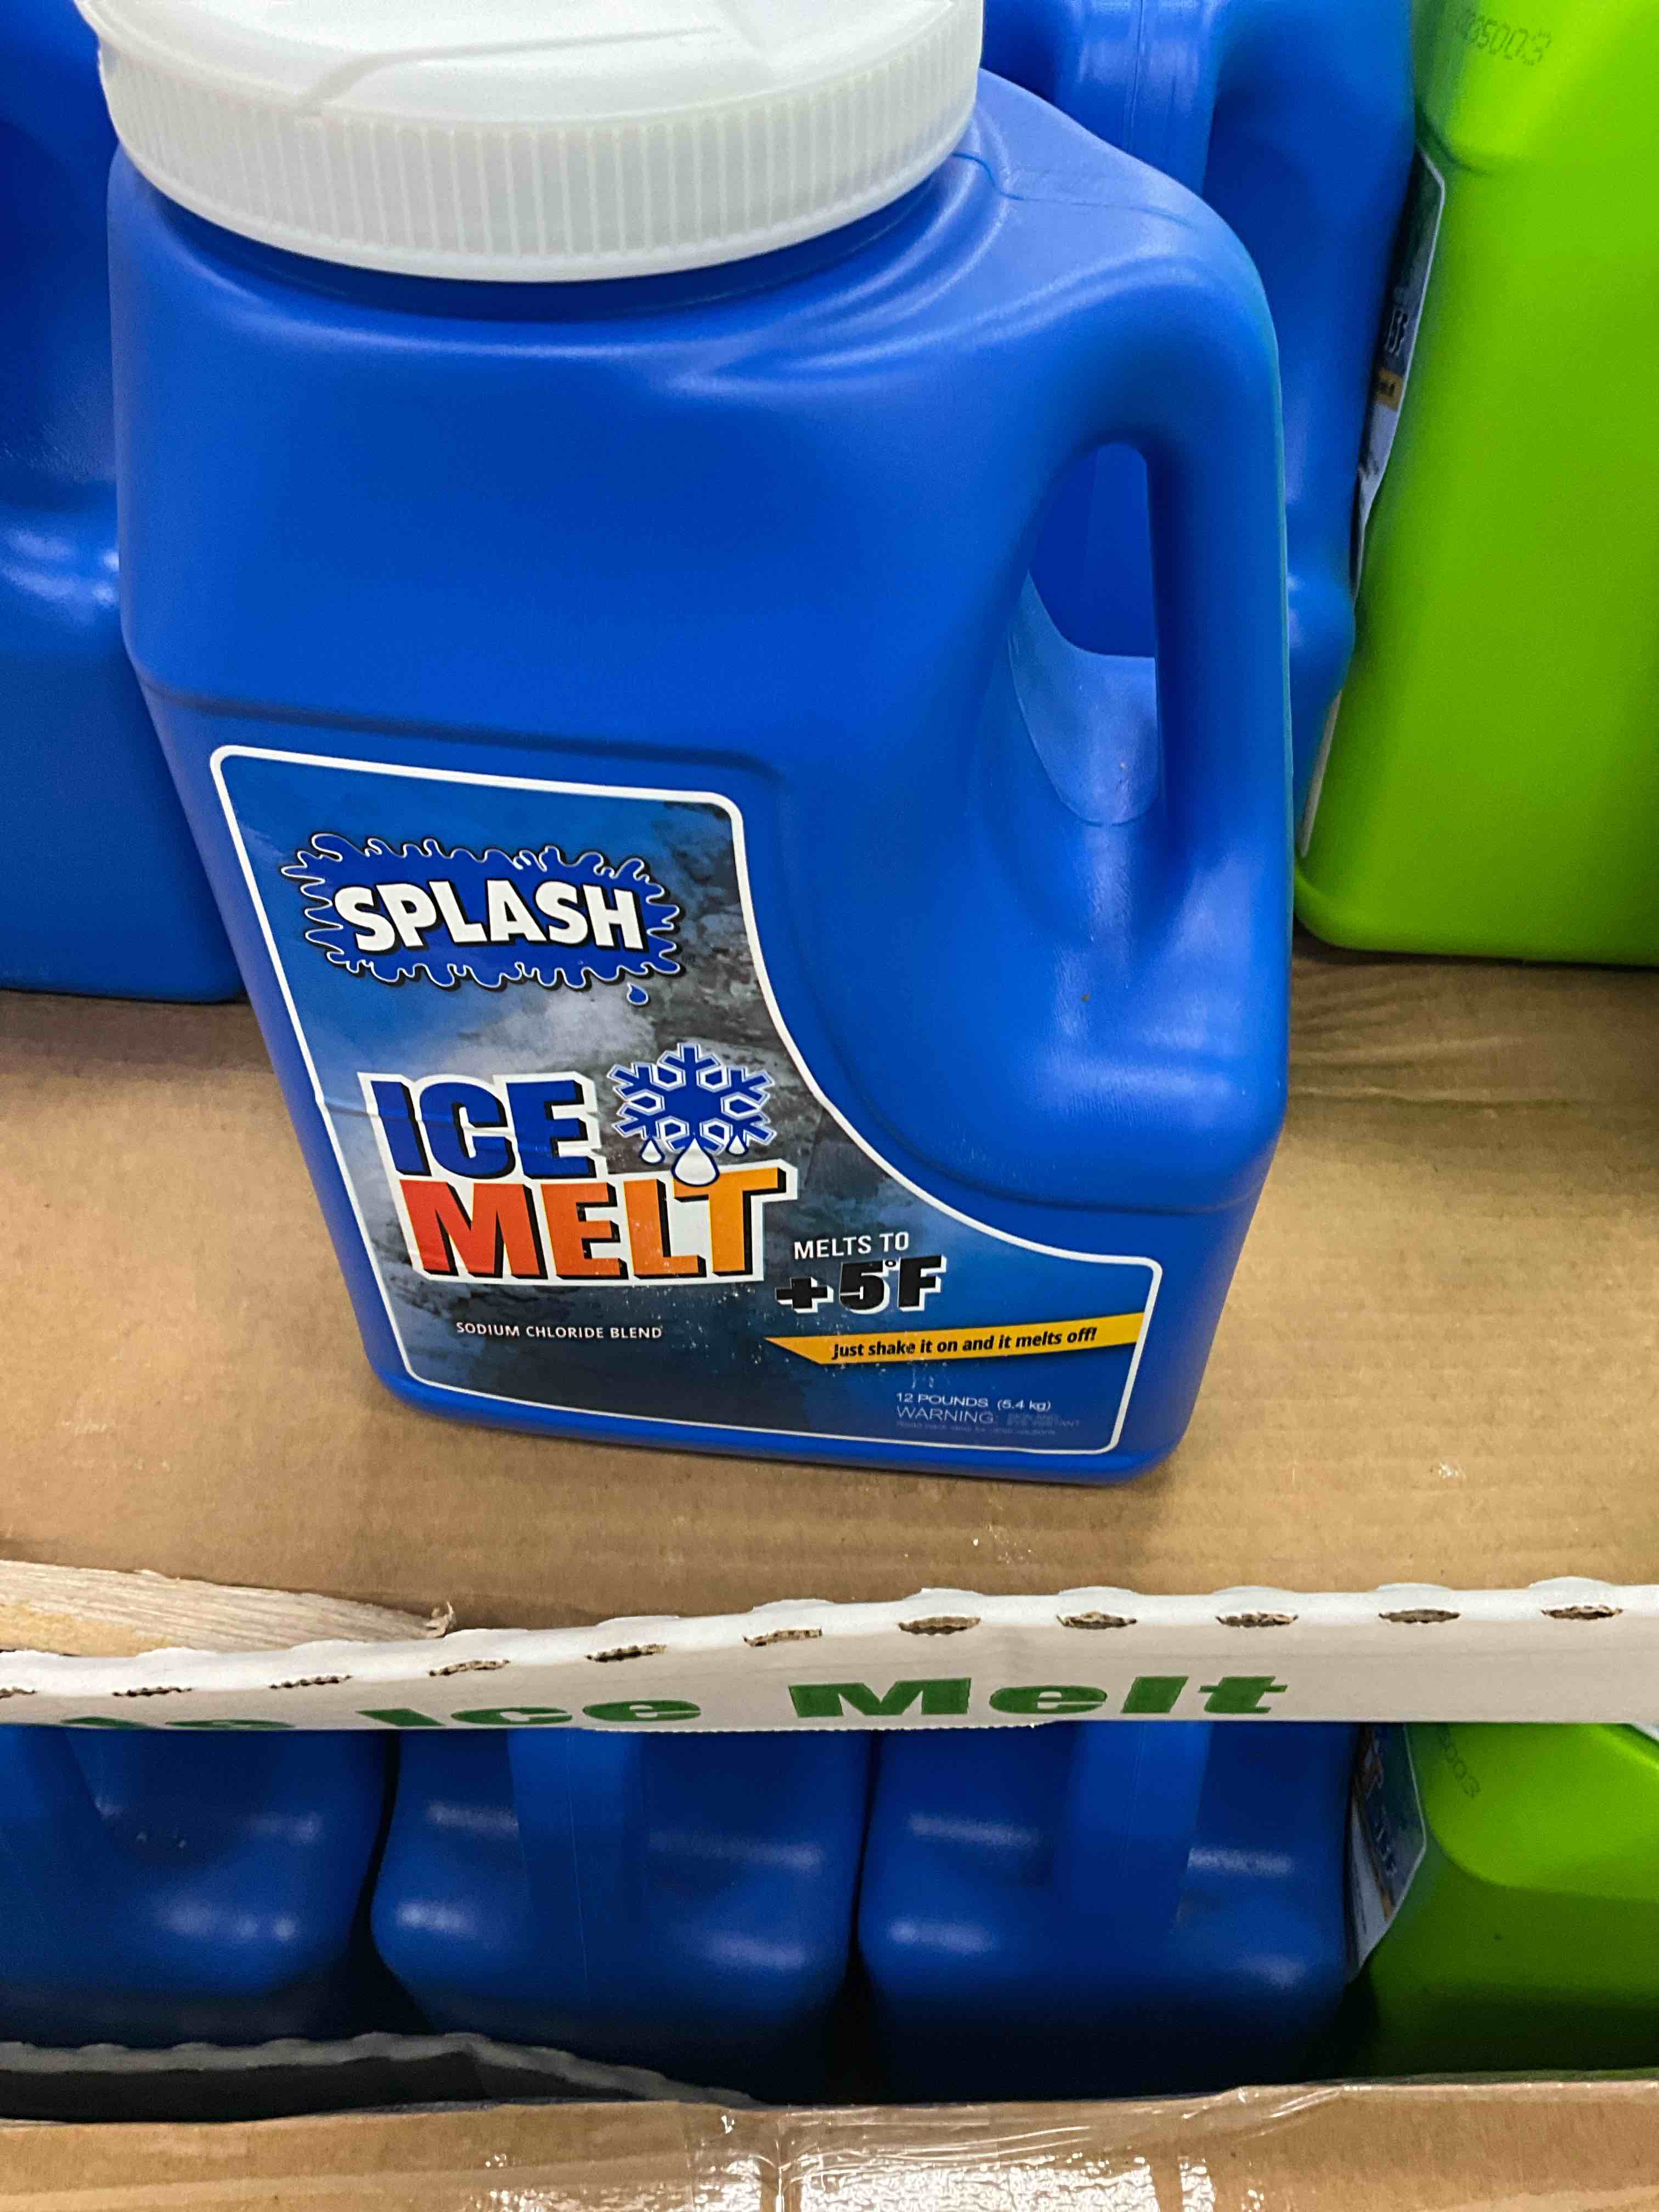 SPLASH
ICE
MELT
MELTS TO
+5°F
SODIUM CHLORIDE BLEND
Just shake it on and it melts off!
12 POUNDS (5.4 kg)
WARNING:
Ice Melt